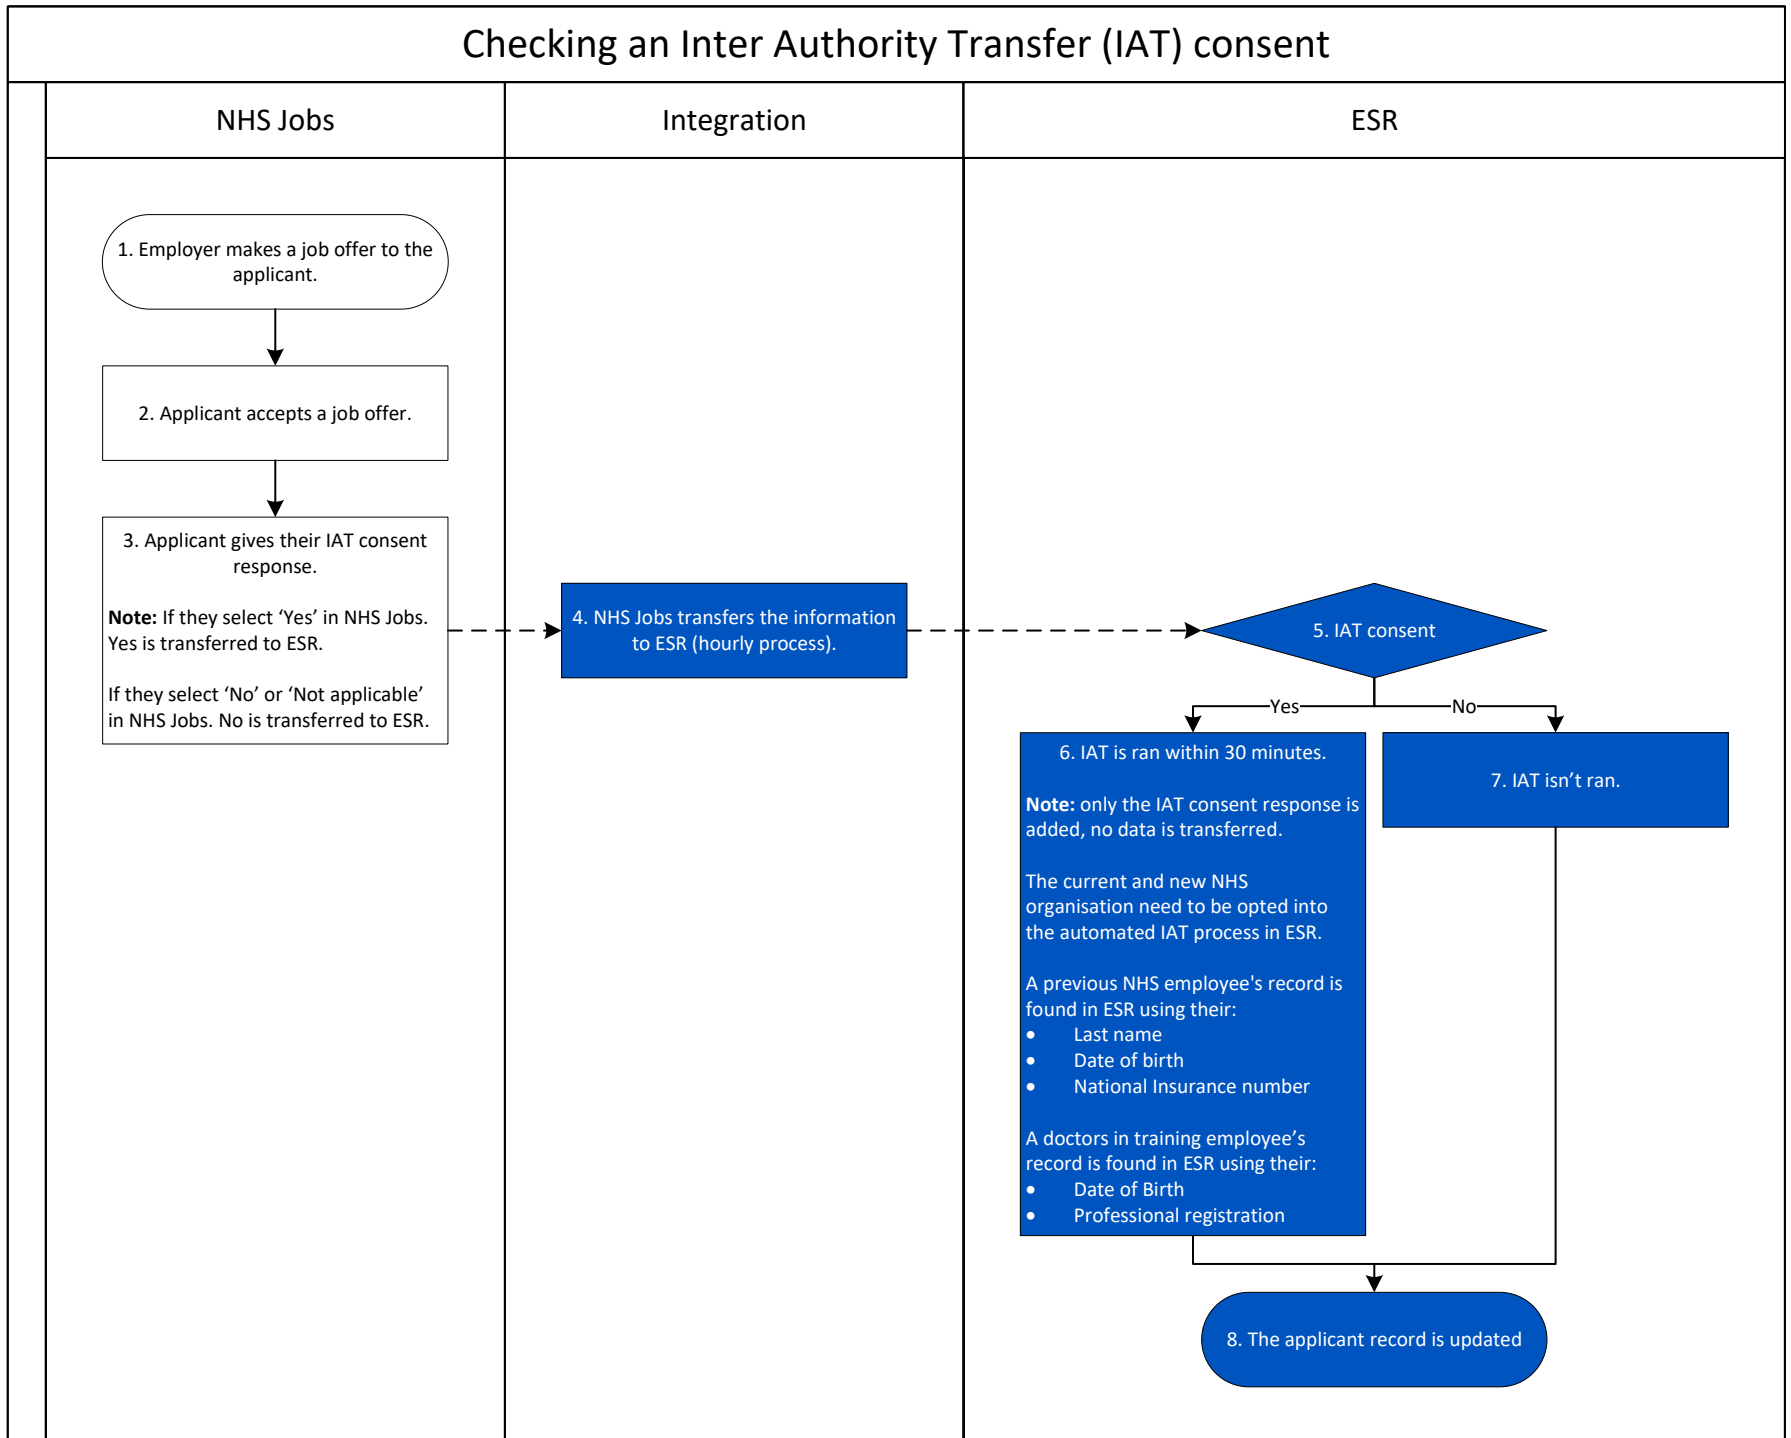 Checking an Inter Authority Transfer (IAT) consent
NHS Jobs
Integration
ESR
1. Employer makes a job offer to the
applicant.
2. Applicant accepts a job offer.
3. Applicant gives their IAT consent
response.
Note: If they select ‘Yes’ in NHS Jobs.
Yes is transferred to ESR.
If they select ‘No’ or ‘Not applicable’
in NHS Jobs. No is transferred to ESR.
4. NHS Jobs transfers the information
to ESR (hourly process).
5. IAT consent
Yes
No
6. IAT is ran within 30 minutes.
Note: only the IAT consent response is
added, no data is transferred.
The current and new NHS
organisation need to be opted into
the automated IAT process in ESR.
A previous NHS employee's record is
found in ESR using their:
• Last name
• Date of birth
• National Insurance number
A doctors in training employee’s
record is found in ESR using their:
• Date of Birth
• Professional registration
7. IAT isn’t ran.
8. The applicant record is updated